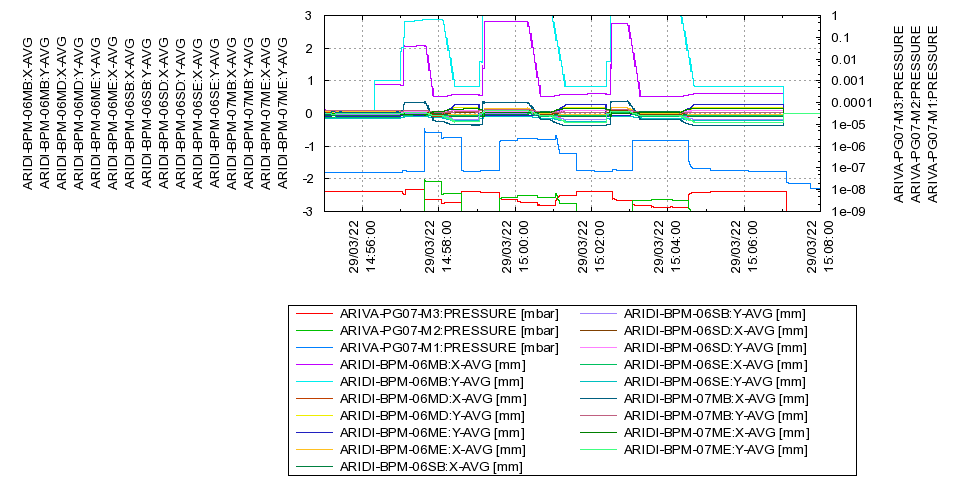 ARIDI-BPM-06MB:X-AVG
ARIDI-BPM-06MB:Y-AVG
ARIDI-BPM-06MD:X-AVG
ARIDI-BPM-06MD:Y-AVG
ARIDI-BPM-06ME:Y-AVG
ARIDI-BPM-06ME:X-AVG
ARIDI-BPM-06SB:X-AVG
ARIDI-BPM-06SB:Y-AVG
ARIDI-BPM-06SD:X-AVG
ARIDI-BPM-06SD:Y-AVG
ARIDI-BPM-06SE:X-AVG
ARIDI-BPM-06SE:Y-AVG
ARIDI-BPM-07MB:X-AVG
ARIDI-BPM-07MB:Y-AVG
ARIDI-BPM-07ME:X-AVG
ARIDI-BPM-07ME:Y-AVG
3
2
1
0
-1
-2
-3
1
0.1
0.01
0.001
0.0001
1e-05
1e-06
1e-07
1e-08
1e-09
ARIVA-PG07-M3:PRESSURE
ARIVA-PG07-M2:PRESSURE
ARIVA-PG07-M1:PRESSURE
29/03/22
14:56:00
29/03/22
14:58:00
29/03/22
15:00:00
29/03/22
15:02:00
29/03/22
15:04:00
29/03/22
15:06:00
29/03/22
15:08:00
ARIVA-PG07-M3:PRESSURE [mbar]
ARIVA-PG07-M2:PRESSURE [mbar]
ARIVA-PG07-M1:PRESSURE [mbar]
ARIDI-BPM-06MB:X-AVG [mm]
ARIDI-BPM-06MB:Y-AVG [mm]
ARIDI-BPM-06MD:X-AVG [mm]
ARIDI-BPM-06MD:Y-AVG [mm]
ARIDI-BPM-06ME:Y-AVG [mm]
ARIDI-BPM-06ME:X-AVG [mm]
ARIDI-BPM-06SB:X-AVG [mm]
ARIDI-BPM-06SB:Y-AVG [mm]
ARIDI-BPM-06SD:X-AVG [mm]
ARIDI-BPM-06SD:Y-AVG [mm]
ARIDI-BPM-06SE:X-AVG [mm]
ARIDI-BPM-06SE:Y-AVG [mm]
ARIDI-BPM-07MB:X-AVG [mm]
ARIDI-BPM-07MB:Y-AVG [mm]
ARIDI-BPM-07ME:X-AVG [mm]
ARIDI-BPM-07ME:Y-AVG [mm]